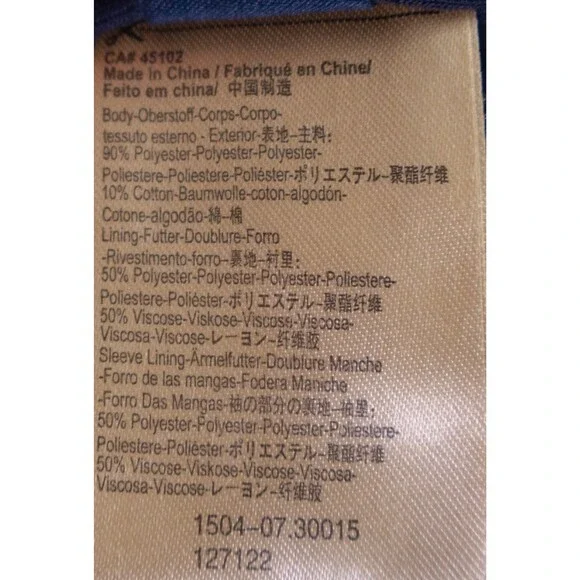 CA# 45102
Made in China / Fabriqué en Chine/
Feito em china/ 中国制造
Body-Oberstoff-Corps-Corpo-
tessuto esterno - Exterior-表地-主料:
90% Polyester-Polyester-Polyester-
Poliestere-Poliestere-Poliéster-ポリエステル-聚酯纤维
10% Cotton-Baumwolle-coton-algodón-
Cotone-algodão-綿-棉
Lining-Futter-Doublure-Forro
-Rivestimento-forro-裏地-衬里:
50% Polyester-Polyester-Polyester-Poliestere-
Poliestere-Poliéster-ポリエステル-聚酯纤维
50% Viscose-Viskose-Viscose-Viscosa-
Viscosa-Viscose-レーヨン-纤维胶
Sleeve Lining-Ärmelfutter-Doublure Manche
-Forro de las mangas-Fodera Maniche
-Forro Das Mangas-袖の部分の裏地-袖里:
50% Polyester-Polyester-Polyester-Poliestere-
Poliestere-Poliéster-ポリエステル-聚酯纤维
50% Viscose-Viskose-Viscose-Viscosa-
Viscosa-Viscose-レーヨン-纤维胶
1504-07.30015
127122